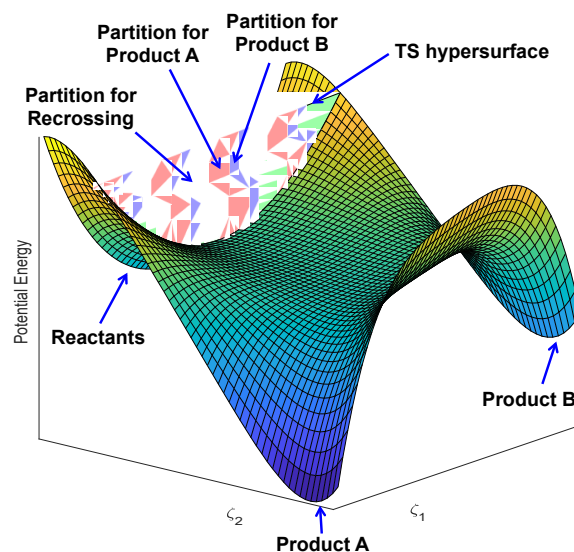 Partition for
Product B
Partition for
Product A
TS hypersurface
Partition for
Recrossing
Potential Energy
Reactants
Product B
ζ₂
ζ₁
Product A